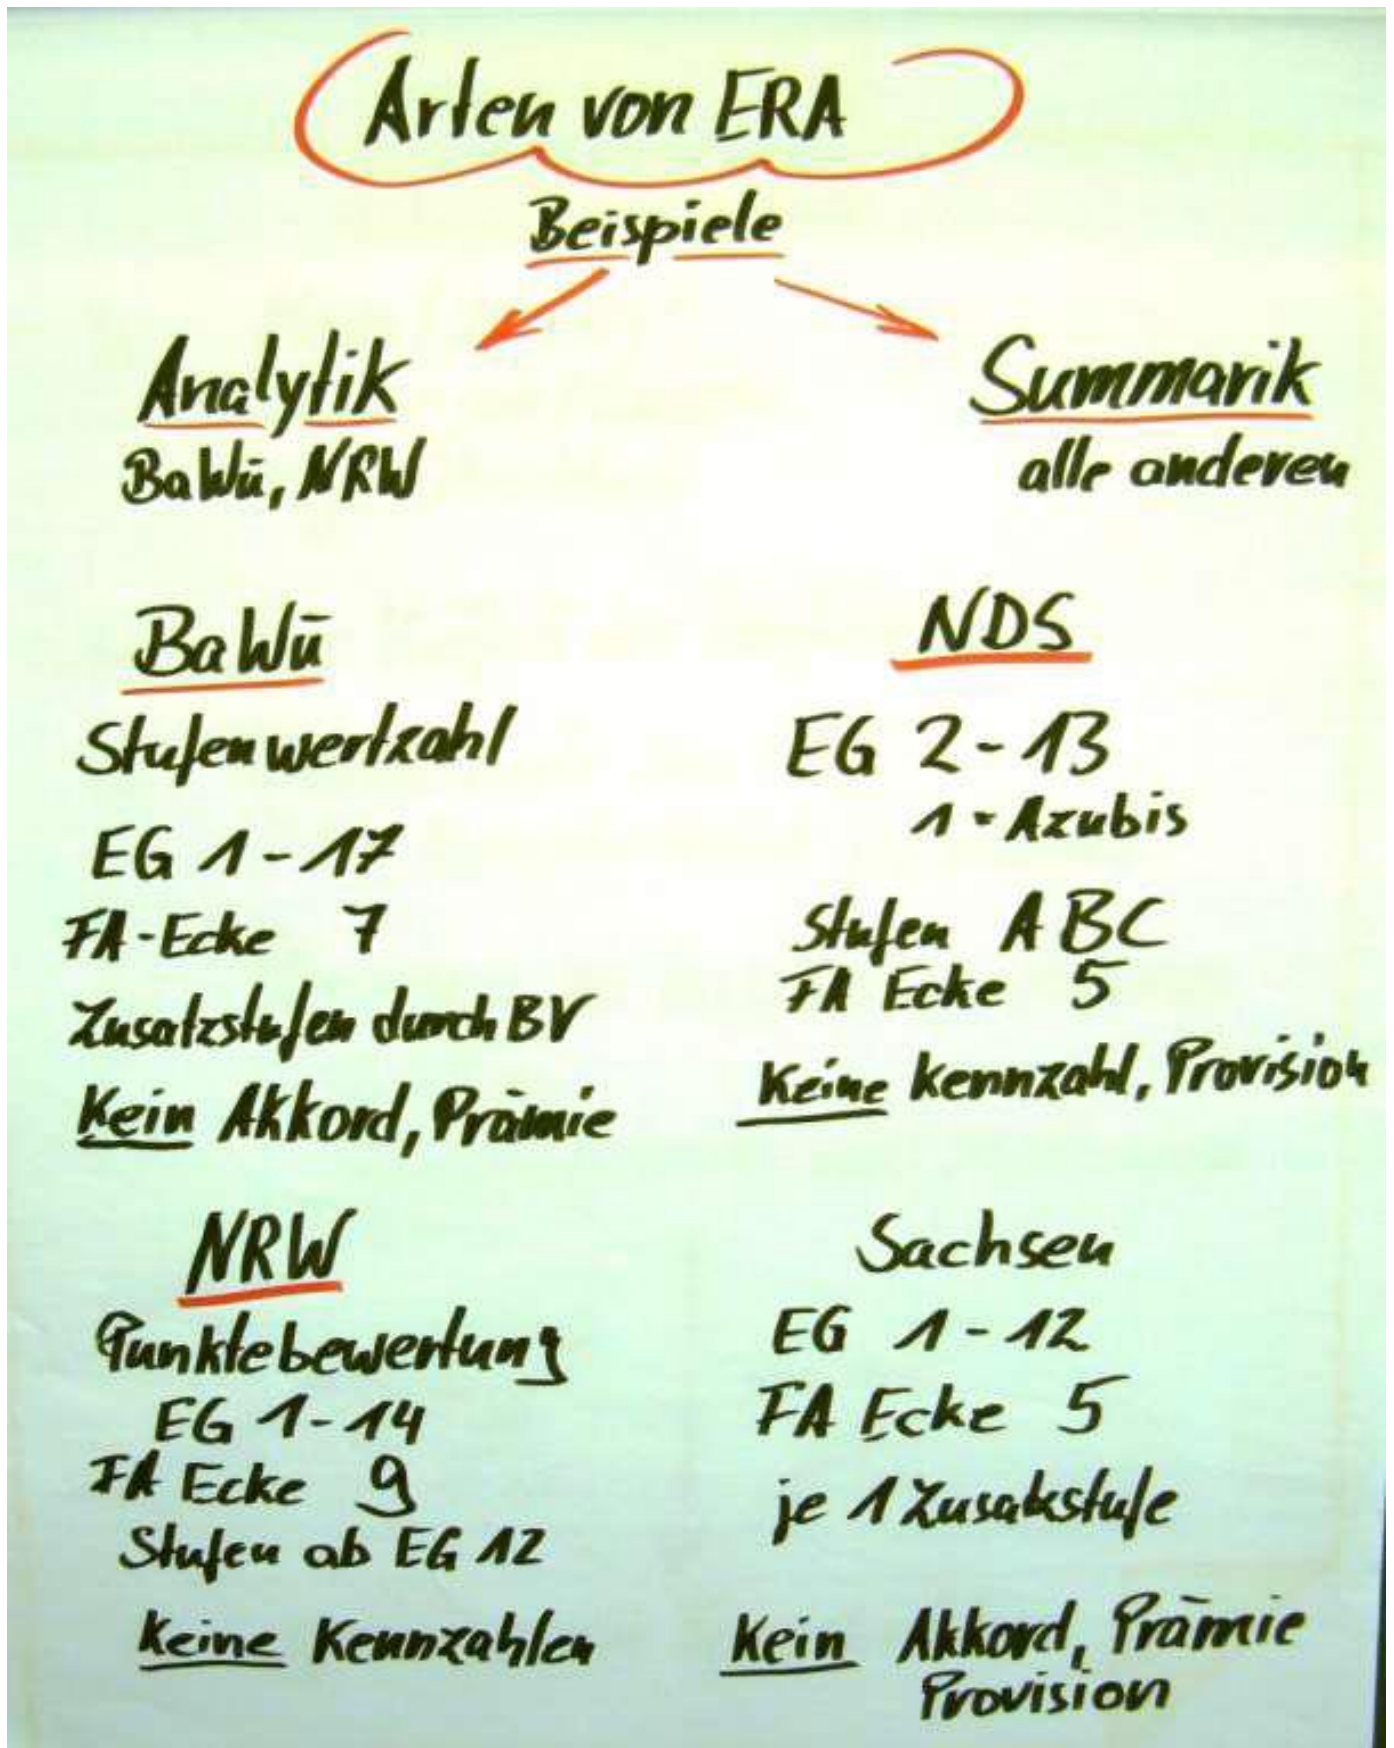 Arten von ERA
Beispiele
Analytik
BaWü, NRW
Summarik
alle anderen
BaWü
Stufenwertzahl
EG 1-17
FA-Ecke 7
Zusatzstufen durch BV
Kein Akkord, Prämie
NRW
Punktebewertung
EG 1-14
FA Ecke 9
Stufen ab EG 12
Keine Kennzahlen
NDS
EG 2-13
1 - Azubis
Stufen A B C
FA Ecke 5
Keine Kennzahl, Provision
Sachsen
EG 1-12
FA Ecke 5
je 1 Zusatzstufe
Kein Akkord, Prämie
Provision